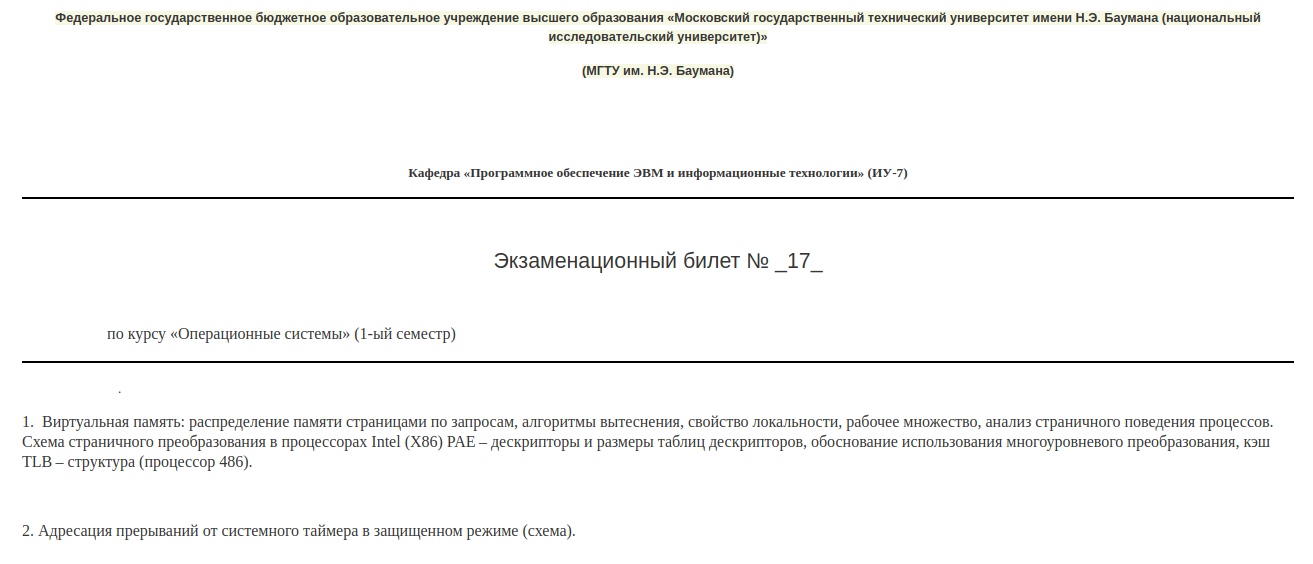 Федеральное государственное бюджетное образовательное учреждение высшего образования «Московский государственный технический университет имени Н.Э. Баумана (национальный
исследовательский университет)»
(МГТУ им. Н.Э. Баумана)
Кафедра «Программное обеспечение ЭВМ и информационные технологии» (ИУ-7)
Экзаменационный билет № _17_
по курсу «Операционные системы» (1-ый семестр)
.
1.  Виртуальная память: распределение памяти страницами по запросам, алгоритмы вытеснения, свойство локальности, рабочее множество, анализ страничного поведения процессов.
Схема страничного преобразования в процессорах Intel (X86) PAE – дескрипторы и размеры таблиц дескрипторов, обоснование использования многоуровневого преобразования, кэш
TLB – структура (процессор 486).
2. Адресация прерываний от системного таймера в защищенном режиме (схема).